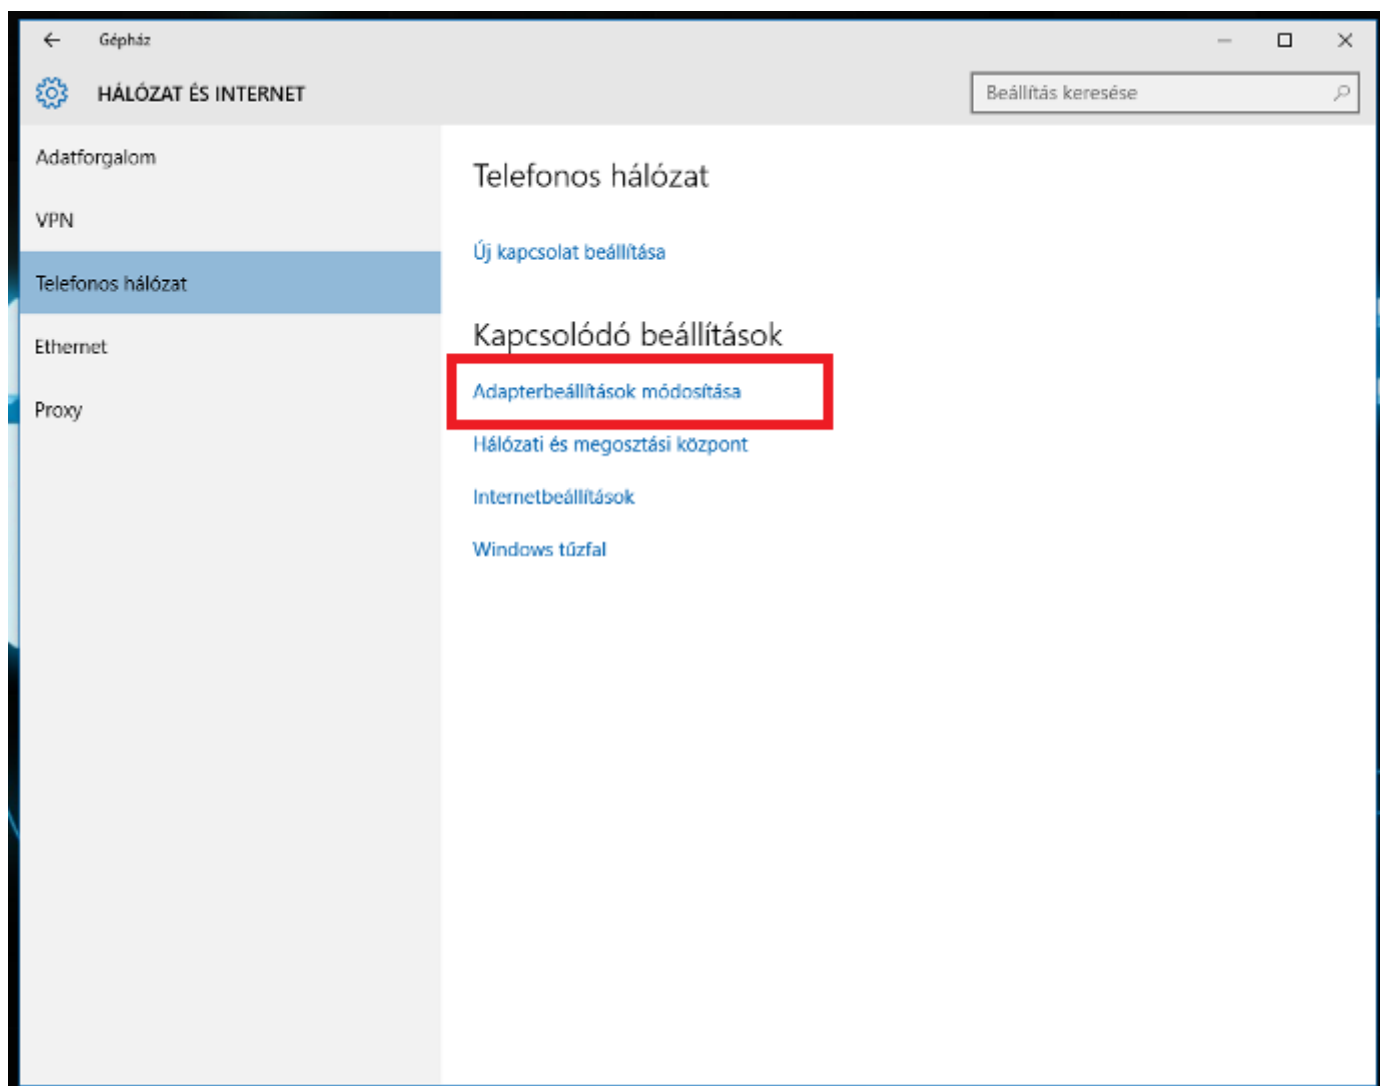 Gépház
HÁLÓZAT ÉS INTERNET
Beállítás keresése
Adatforgalom
VPN
Telefonos hálózat
Ethernet
Proxy
Telefonos hálózat
Új kapcsolat beállítása
Kapcsolódó beállítások
Adapterbeállítások módosítása
Hálózati és megosztási központ
Internetbeállítások
Windows tűzfal